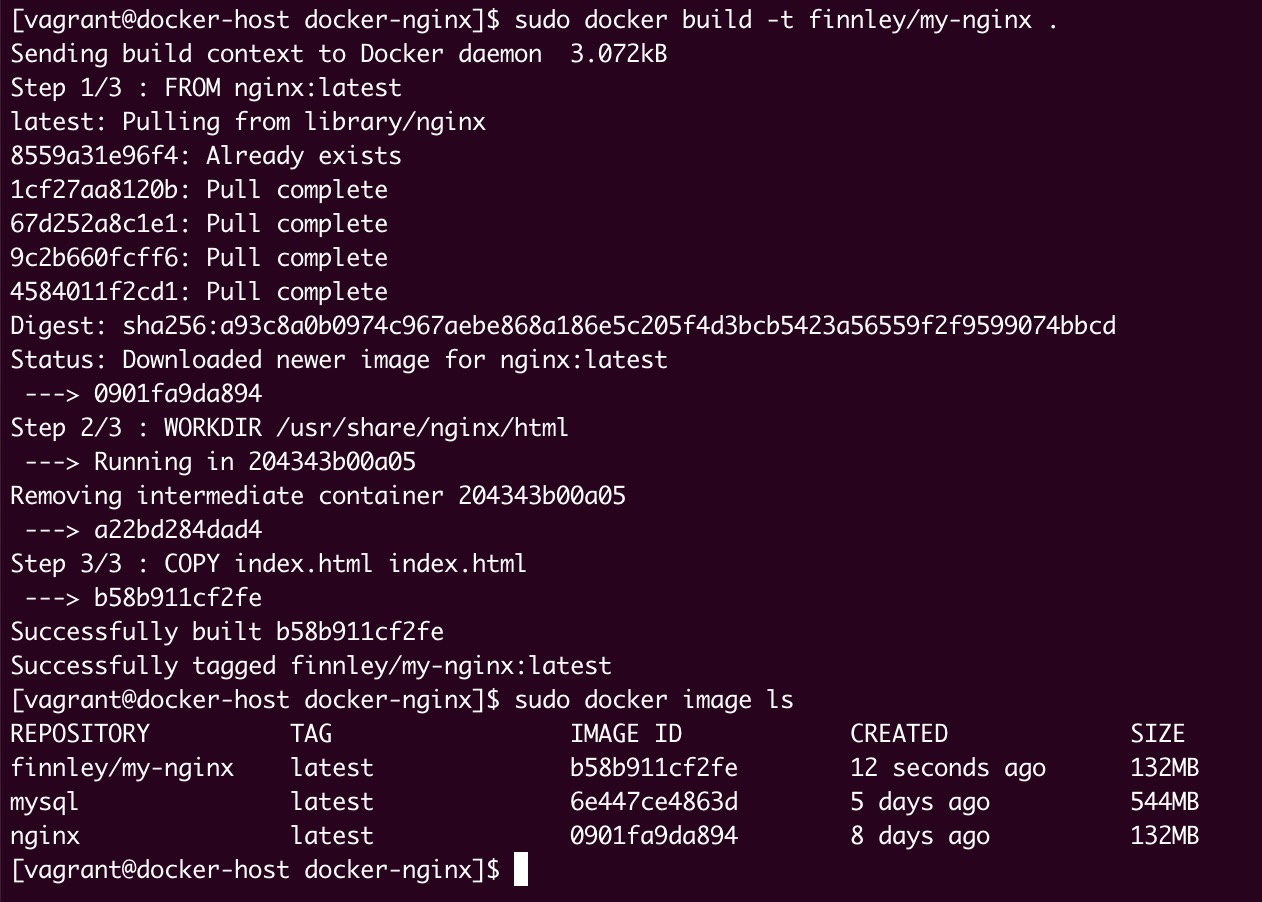 [vagrant@docker-host docker-nginx]$ sudo docker build -t finnley/my-nginx .
Sending build context to Docker daemon  3.072kB
Step 1/3 : FROM nginx:latest
latest: Pulling from library/nginx
8559a31e96f4: Already exists
1cf27aa8120b: Pull complete
67d252a8c1e1: Pull complete
9c2b660fcff6: Pull complete
4584011f2cd1: Pull complete
Digest: sha256:a93c8a0b0974c967aebe868a186e5c205f4d3bcb5423a56559f2f9599074bbcd
Status: Downloaded newer image for nginx:latest
 ---> 0901fa9da894
Step 2/3 : WORKDIR /usr/share/nginx/html
 ---> Running in 204343b00a05
Removing intermediate container 204343b00a05
 ---> a22bd284dad4
Step 3/3 : COPY index.html index.html
 ---> b58b911cf2fe
Successfully built b58b911cf2fe
Successfully tagged finnley/my-nginx:latest
[vagrant@docker-host docker-nginx]$ sudo docker image ls
REPOSITORY          TAG                 IMAGE ID            CREATED             SIZE
finnley/my-nginx    latest              b58b911cf2fe        12 seconds ago      132MB
mysql               latest              6e447ce4863d        5 days ago          544MB
nginx               latest              0901fa9da894        8 days ago          132MB
[vagrant@docker-host docker-nginx]$